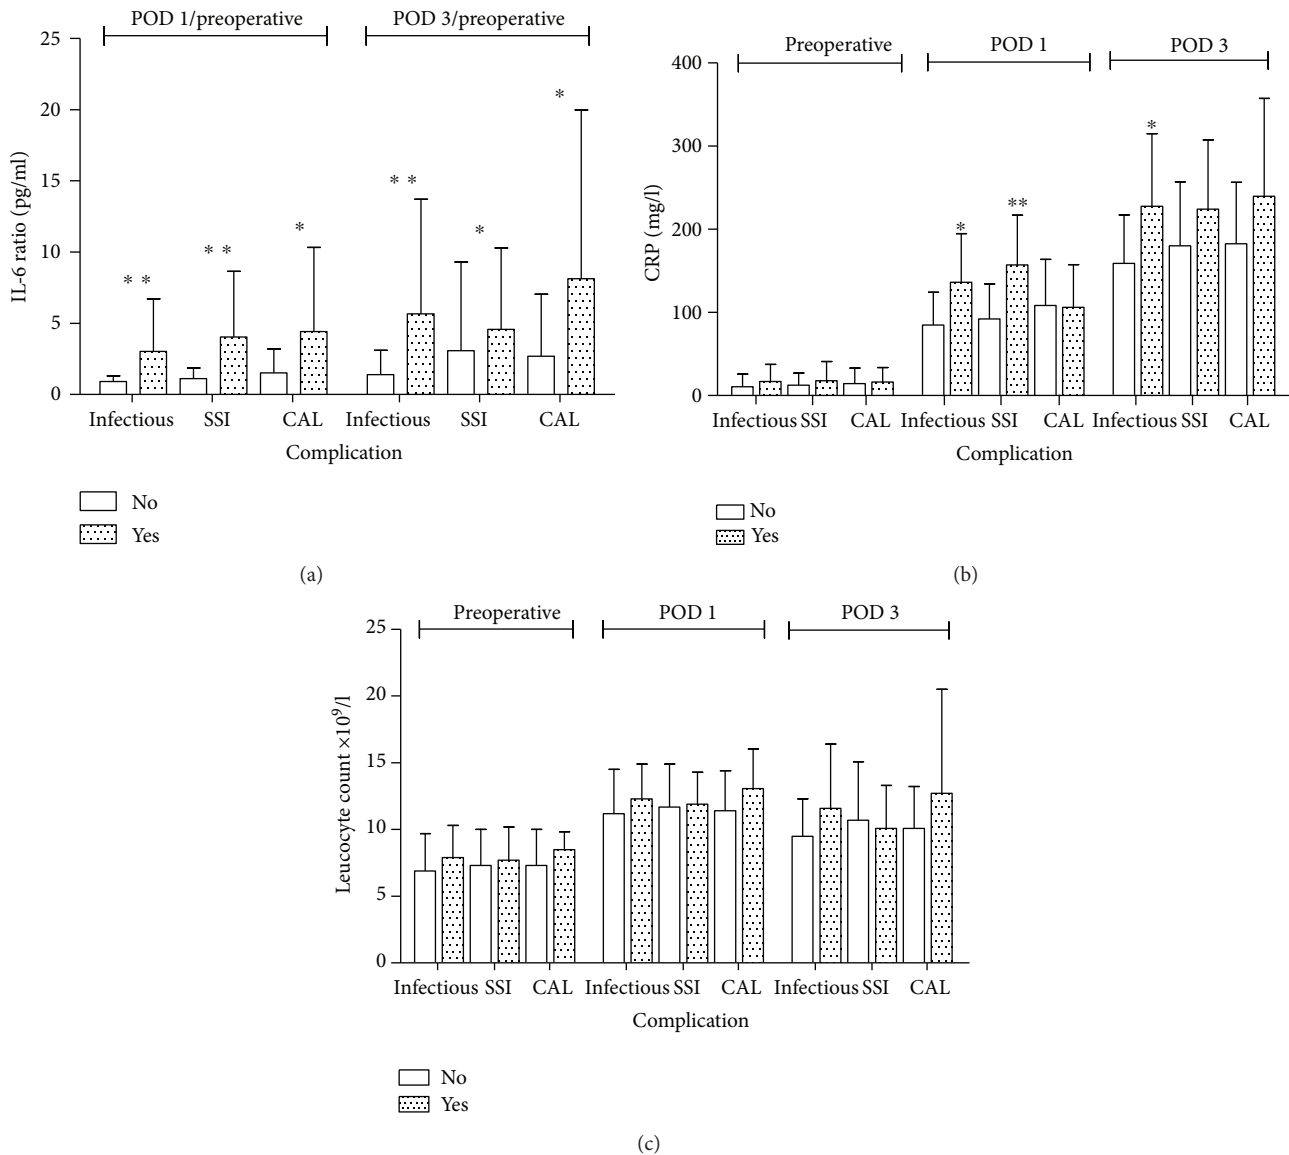 POD 1/preoperative
POD 3/preoperative
25
20
15
10
5
0
IL-6 ratio (pg/ml)
* *
* *
*
* *
*
*
Infectious
SSI
CAL
Infectious
SSI
CAL
Complication
No
Yes
(a)
Preoperative
POD 1
POD 3
400
300
200
100
0
CRP (mg/l)
*
**
*
Infectious
SSI
CAL
Infectious
SSI
CAL
Infectious
SSI
CAL
Complication
No
Yes
(b)
Preoperative
POD 1
POD 3
25
20
15
10
5
0
Leucocyte count ×10⁹/l
Infectious
SSI
CAL
Infectious
SSI
CAL
Infectious
SSI
CAL
Complication
No
Yes
(c)